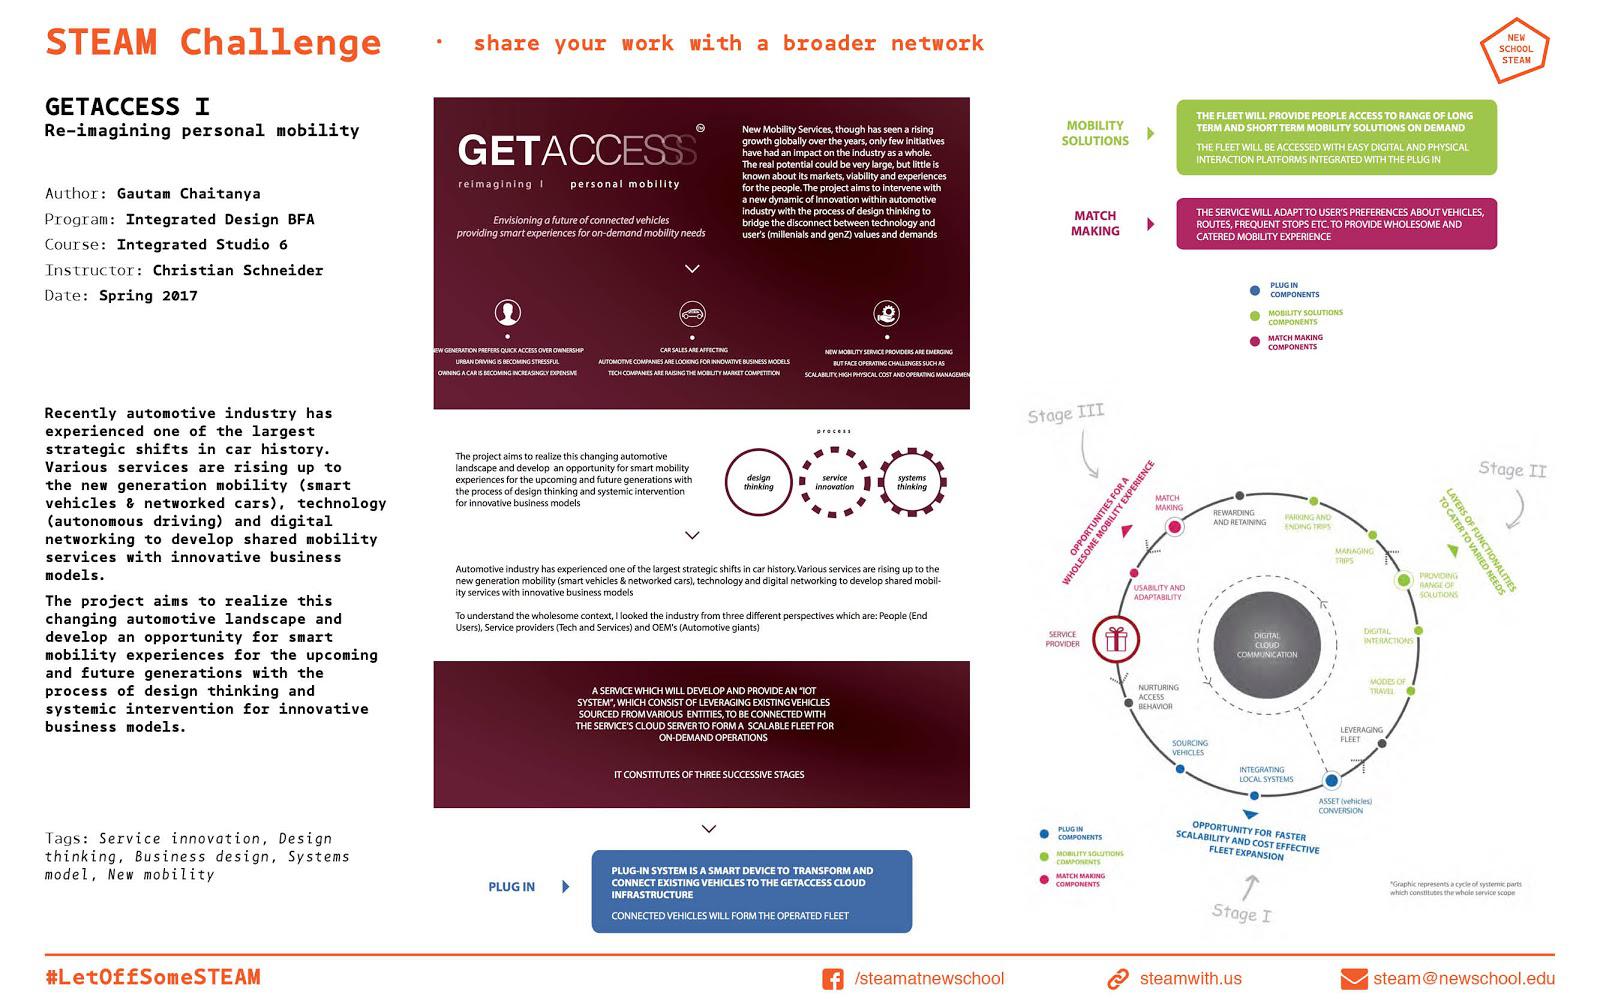 STEAM Challenge · share your work with a broader network
NEW
SCHOOL
STEAM
GETACCESS I
Re-imagining personal mobility
Author: Gautam Chaitanya
Program: Integrated Design BFA
Course: Integrated Studio 6
Instructor: Christian Schneider
Date: Spring 2017
Recently automotive industry has
experienced one of the largest
strategic shifts in car history.
Various services are rising up to
the new generation mobility (smart
vehicles & networked cars), technology
(autonomous driving) and digital
networking to develop shared mobility
services with innovative business
models.
The project aims to realize this
changing automotive landscape and
develop an opportunity for smart
mobility experiences for the upcoming
and future generations with the
process of design thinking and
systemic intervention for innovative
business models.
Tags: Service innovation, Design
thinking, Business design, Systems
model, New mobility
GETACCESSS
reimagining I personal mobility
Envisioning a future of connected vehicles
providing smart experiences for on-demand mobility needs
New Mobility Services, though has seen a rising
growth globally over the years, only few initiatives
have had an impact on the industry as a whole.
The real potential could be very large, but little is
known about its markets, viability and experiences
for the people. The project aims to intervene with
a new dynamic of Innovation within automotive
industry with the process of design thinking to
bridge the disconnect between technology and
user's (millenials and genZ) values and demands
EW GENERATION PREFERS QUICK ACCESS OVER OWNERSHIP
URBAN DRIVING IS BECOMING STRESSFUL
OWNING A CAR IS BECOMING INCREASINGLY EXPENSIVE
CAR SALES ARE AFFECTING
AUTOMOTIVE COMPANIES ARE LOOKING FOR INNOVATIVE BUSINESS MODELS
TECH COMPANIES ARE RAISING THE MOBILITY MARKET COMPETITION
NEW MOBILITY SERVICE PROVIDERS ARE EMERGING
BUT FACE OPERATING CHALLENGES SUCH AS
SCALABILITY, HIGH PHYSICAL COST AND OPERATING MANAGEMEN
The project aims to realize this changing automotive
landscape and develop an opportunity for smart mobility
experiences for the upcoming and future generations with
the process of design thinking and systemic intervention
for innovative business models
process
design
thinking
service
innovation
systems
thinking
Automotive industry has experienced one of the largest strategic shifts in car history. Various services are rising up to the
new generation mobility (smart vehicles & networked cars), technology and digital networking to develop shared mobil-
ity services with innovative business models
To understand the wholesome context, I looked the industry from three different perspectives which are: People (End
Users), Service providers (Tech and Services) and OEM's (Automotive giants)
A SERVICE WHICH WILL DEVELOP AND PROVIDE AN "IOT
SYSTEM", WHICH CONSIST OF LEVERAGING EXISTING VEHICLES
SOURCED FROM VARIOUS ENTITIES, TO BE CONNECTED WITH
THE SERVICE'S CLOUD SERVER TO FORM A SCALABLE FLEET FOR
ON-DEMAND OPERATIONS
IT CONSTITUTES OF THREE SUCCESSIVE STAGES
PLUG IN
PLUG-IN SYSTEM IS A SMART DEVICE TO TRANSFORM AND
CONNECT EXISTING VEHICLES TO THE GETACCESS CLOUD
INFRASTRUCTURE
CONNECTED VEHICLES WILL FORM THE OPERATED FLEET
MOBILITY
SOLUTIONS
THE FLEET WILL PROVIDE PEOPLE ACCESS TO RANGE OF LONG
TERM AND SHORT TERM MOBILITY SOLUTIONS ON DEMAND
THE FLEET WILL BE ACCESSED WITH EASY DIGITAL AND PHYSICAL
INTERACTION PLATFORMS INTEGRATED WITH THE PLUG IN
MATCH
MAKING
THE SERVICE WILL ADAPT TO USER'S PREFERENCES ABOUT VEHICLES,
ROUTES, FREQUENT STOPS ETC. TO PROVIDE WHOLESOME AND
CATERED MOBILITY EXPERIENCE
PLUG IN
COMPONENTS
MOBILITY SOLUTIONS
COMPONENTS
MATCH MAKING
COMPONENTS
Stage III
Stage II
OPPORTUNITIES FOR A
WHOLESOME MOBILITY EXPERIENCE
LAYERS OF FUNCTIONALITIES
TO CATER TO VARIED NEEDS
MATCH
MAKING
REWARDING
AND RETAINING
PARKING AND
ENDING TRIPS
MANAGING
TRIPS
PROVIDING
RANGE OF
SOLUTIONS
USABILITY AND
ADAPTABILITY
SERVICE
PROVIDER
DIGITAL
CLOUD
COMMUNICATION
DIGITAL
INTERACTIONS
MODES OF
TRAVEL
NURTURING
ACCESS
BEHAVIOR
LEVERAGING
FLEET
SOURCING
VEHICLES
INTEGRATING
LOCAL SYSTEMS
ASSET (vehicles)
CONVERSION
OPPORTUNITY FOR FASTER
SCALABILITY AND COST EFFECTIVE
FLEET EXPANSION
Stage I
PLUG IN
COMPONENTS
MOBILITY SOLUTIONS
COMPONENTS
MATCH MAKING
COMPONENTS
*Graphic represents a cycle of systemic parts
which constitutes the whole service scope
#LetOffSomeSTEAM
/steamatnewschool
steamwith.us
steam@newschool.edu